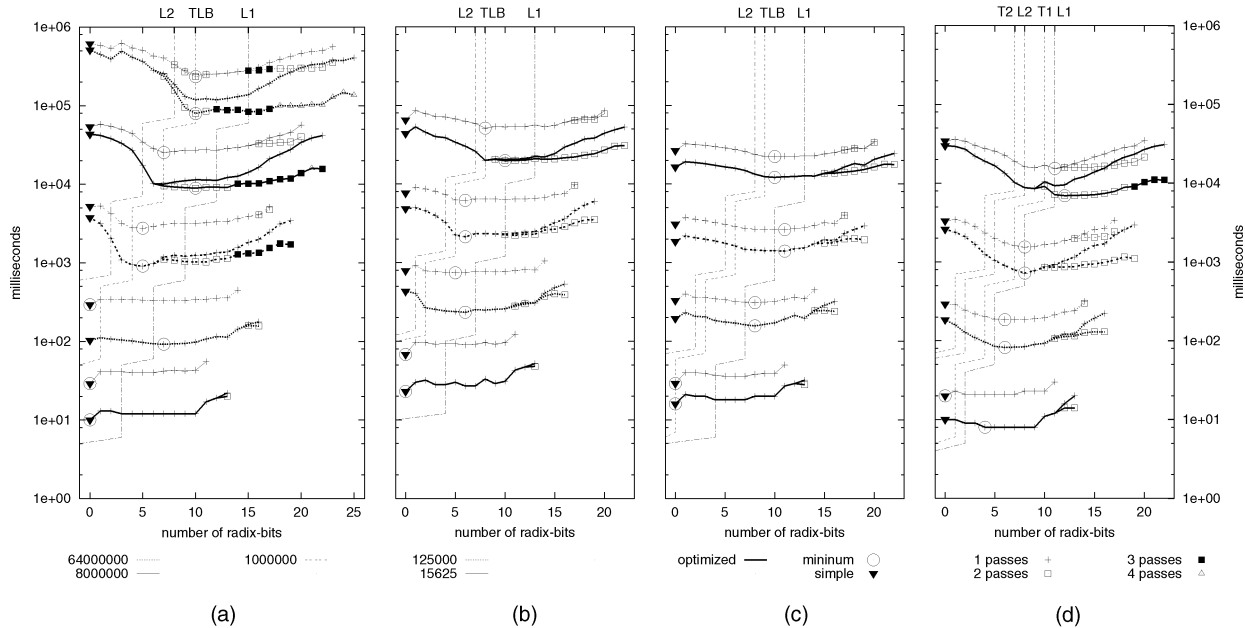 L2 TLB L1
L2 TLB L1
L2 TLB L1
T2 L2 T1 L1
1e+06
1e+05
1e+04
1e+03
1e+02
1e+01
1e+00
milliseconds
1e+06
1e+05
1e+04
1e+03
1e+02
1e+01
1e+00
milliseconds
0 5 10 15 20 25
0 5 10 15 20
0 5 10 15 20
0 5 10 15 20
number of radix-bits
number of radix-bits
number of radix-bits
number of radix-bits
64000000
8000000
1000000
125000
15625
optimized
mininum
simple
1 passes
2 passes
3 passes
4 passes
(a)
(b)
(c)
(d)